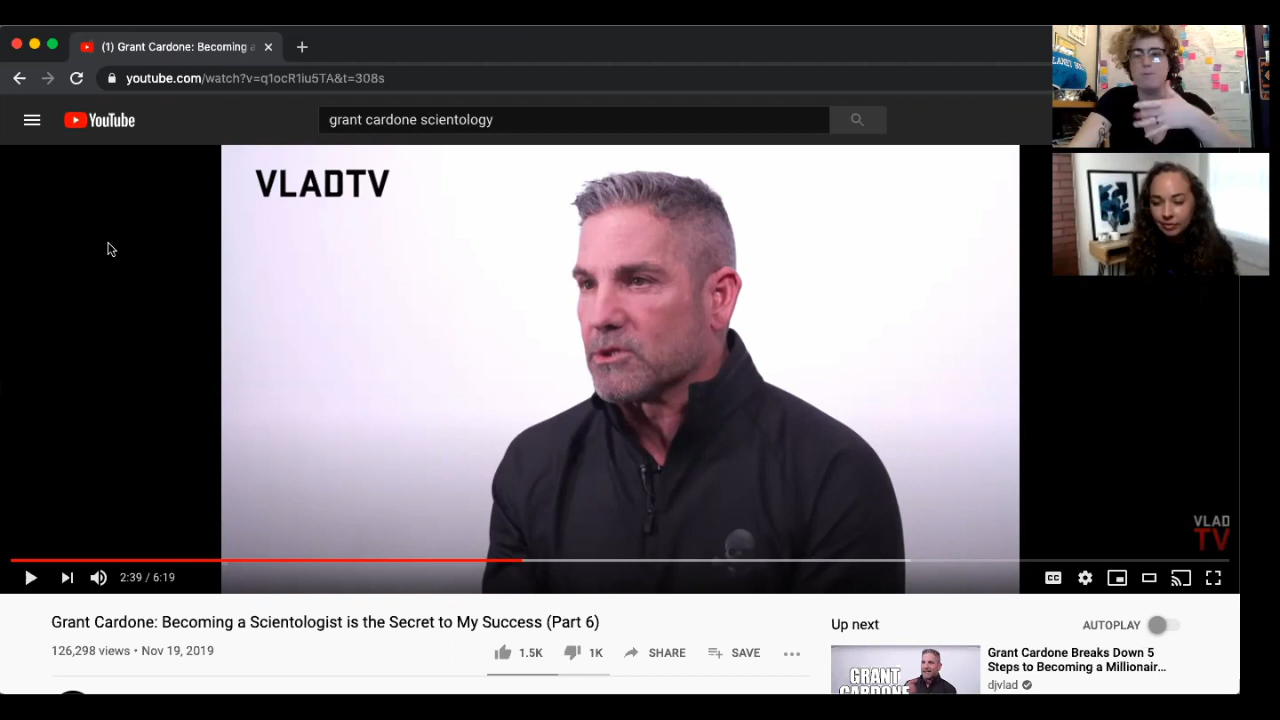 (1) Grant Cardone: Becoming a
youtube.com/watch?v=q1ocR1iu5TA&t=308s
YouTube
grant cardone scientology
VLADTV
VLAD
TV
2:39 / 6:19
CC
Grant Cardone: Becoming a Scientologist is the Secret to My Success (Part 6)
126,298 views • Nov 19, 2019
1.5K
1K
SHARE
SAVE
Up next
AUTOPLAY
GRANT
CARDONE
Grant Cardone Breaks Down 5
Steps to Becoming a Millionair...
djvlad